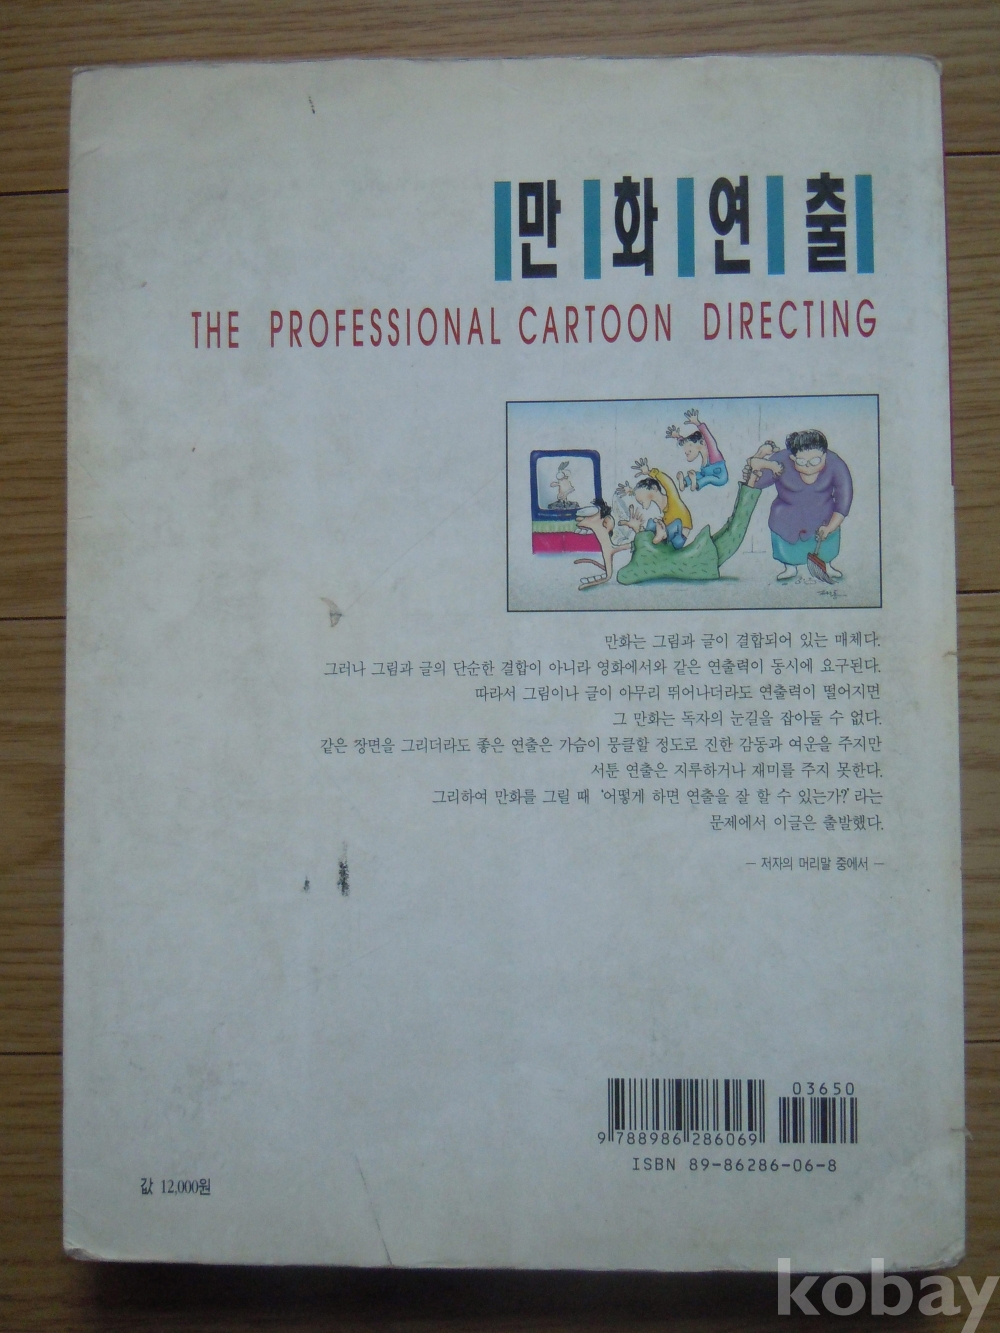 만화연출
THE PROFESSIONAL CARTOON DIRECTING
만화는 그림과 글이 결합되어 있는 매체다.
그러나 그림과 글의 단순한 결합이 아니라 영화에서와 같은 연출력이 동시에 요구된다.
따라서 그림이나 글이 아무리 뛰어나더라도 연출력이 떨어지면
그 만화는 독자의 눈길을 잡아둘 수 없다.
같은 장면을 그리더라도 좋은 연출은 가슴이 뭉클할 정도로 진한 감동과 여운을 주지만
서툰 연출은 지루하거나 재미를 주지 못한다.
그리하여 만화를 그릴 때 '어떻게 하면 연출을 잘 할 수 있는가?' 라는
문제에서 이글은 출발했다.
— 저자의 머리말 중에서 —
03650
9 788986 286069
ISBN 89-86286-06-8
값 12,000원
kobay